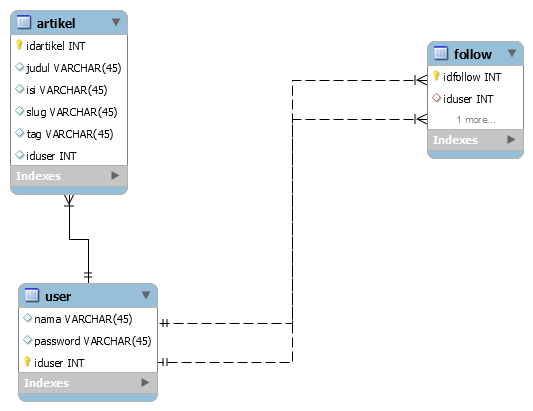 artikel
idartikel INT
judul VARCHAR(45)
isi VARCHAR(45)
slug VARCHAR(45)
tag VARCHAR(45)
iduser INT
Indexes
follow
idfollow INT
iduser INT
1 more...
Indexes
user
nama VARCHAR(45)
password VARCHAR(45)
iduser INT
Indexes